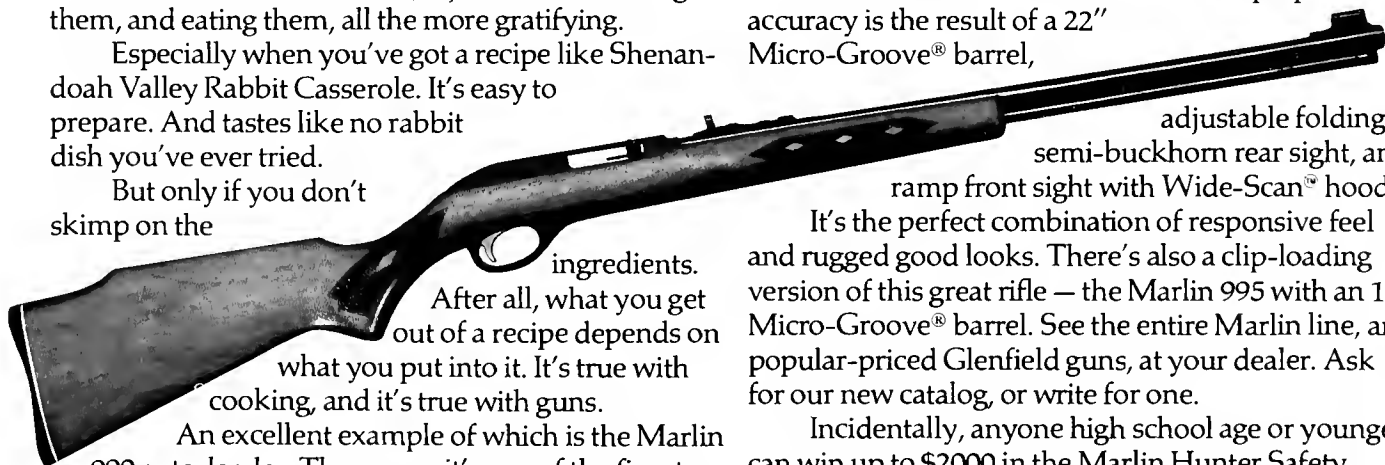 them, and eating them, all the more gratifying.
Especially when you've got a recipe like Shenan-
doah Valley Rabbit Casserole. It's easy to
prepare. And tastes like no rabbit
dish you've ever tried.
But only if you don't
skimp on the
ingredients.
After all, what you get
out of a recipe depends on
what you put into it. It's true with
cooking, and it's true with guns.
An excellent example of which is the Marlin
accuracy is the result of a 22"
Micro-Groove® barrel,
adjustable folding
semi-buckhorn rear sight,
ramp front sight with Wide-Scan™ hood
It's the perfect combination of responsive feel
and rugged good looks. There's also a clip-loading
version of this great rifle — the Marlin 995 with an
Micro-Groove® barrel. See the entire Marlin line,
popular-priced Glenfield guns, at your dealer. Ask
for our new catalog, or write for one.
Incidentally, anyone high school age or
can win up to $2000 in the Marlin Hunter Safety